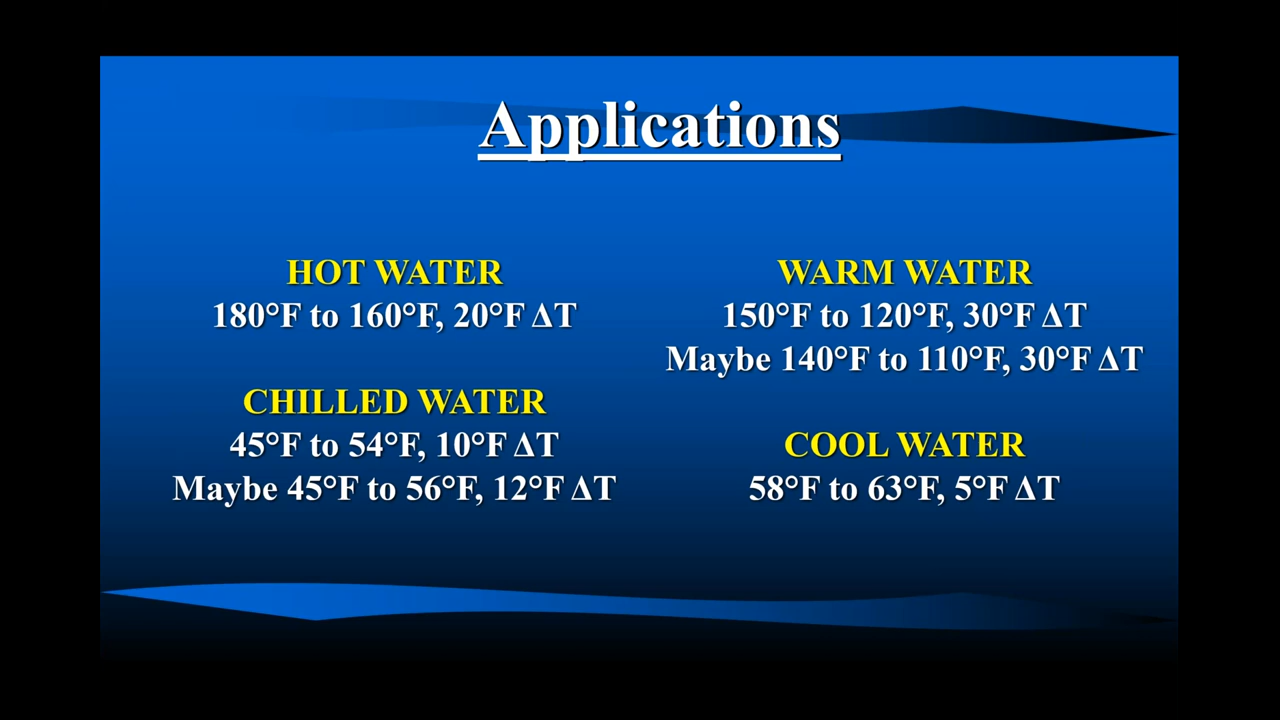 Applications
HOT WATER
180°F to 160°F, 20°F ΔT
CHILLED WATER
45°F to 54°F, 10°F ΔT
Maybe 45°F to 56°F, 12°F ΔT
WARM WATER
150°F to 120°F, 30°F ΔT
Maybe 140°F to 110°F, 30°F ΔT
COOL WATER
58°F to 63°F, 5°F ΔT